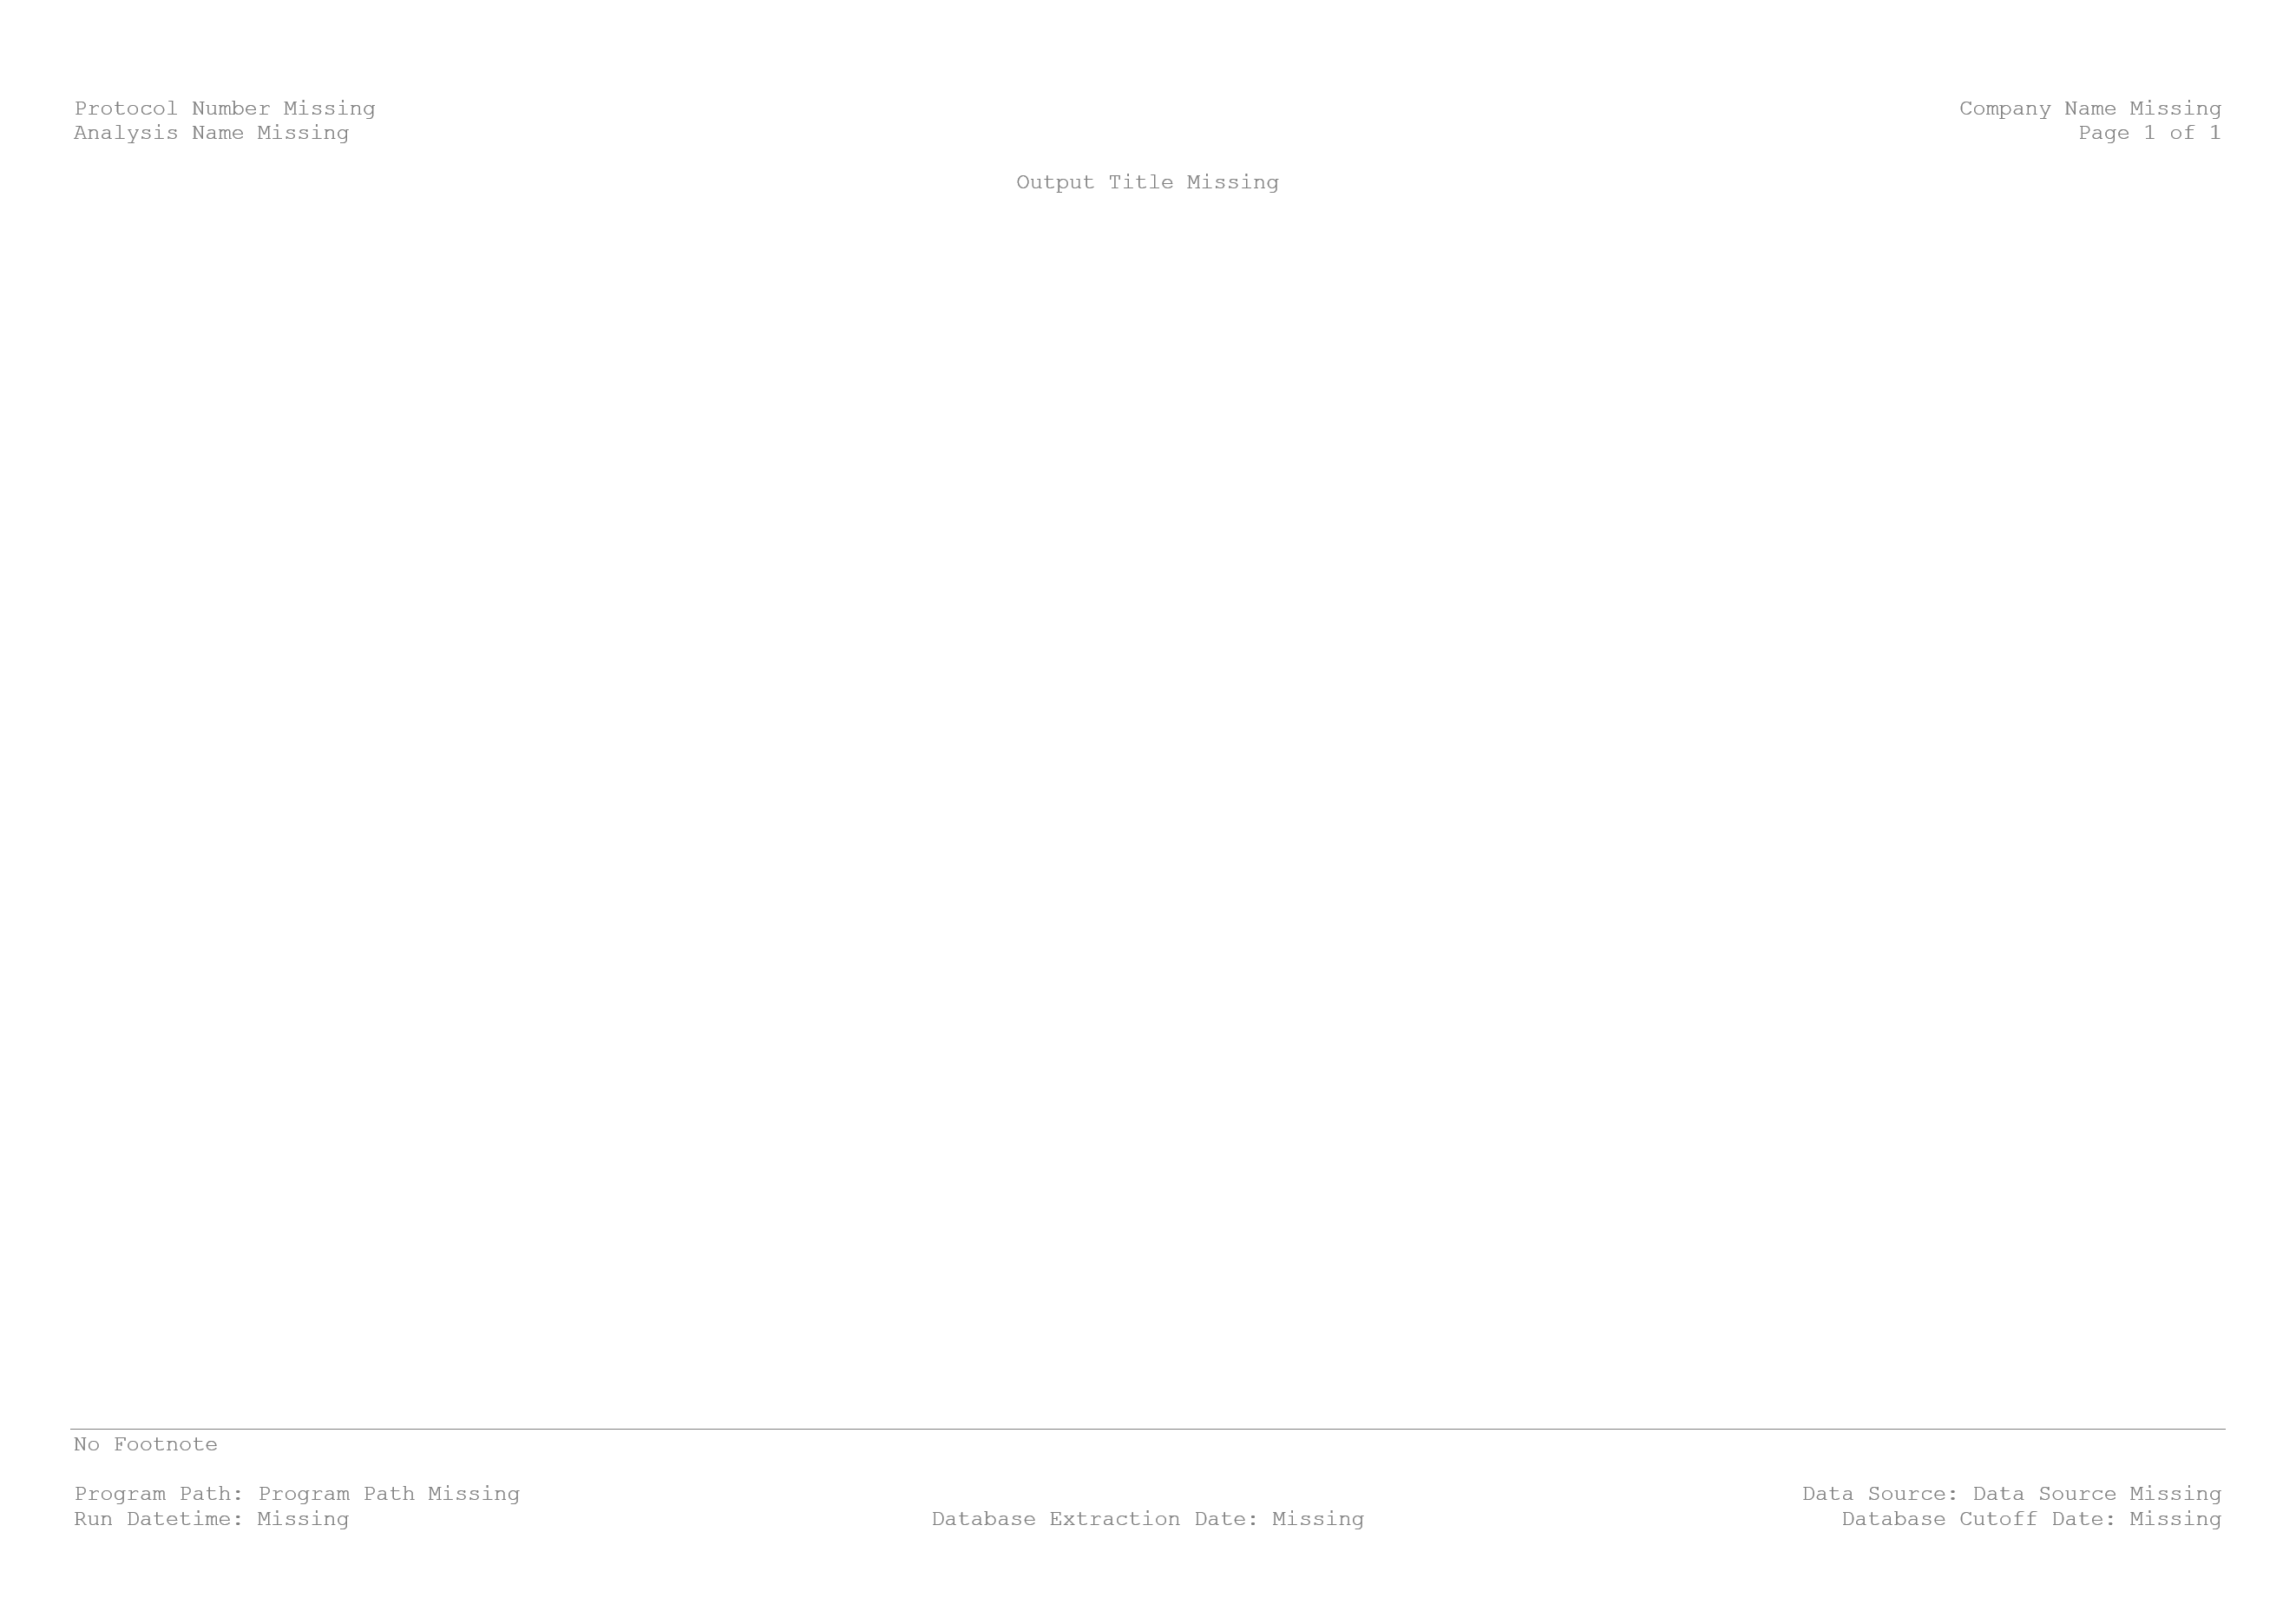 Protocol Number Missing
Company Name Missing
Analysis Name Missing
Page 1 of 1
Output Title Missing
No Footnote
Program Path: Program Path Missing
Data Source: Data Source Missing
Run Datetime: Missing
Database Extraction Date: Missing
Database Cutoff Date: Missing